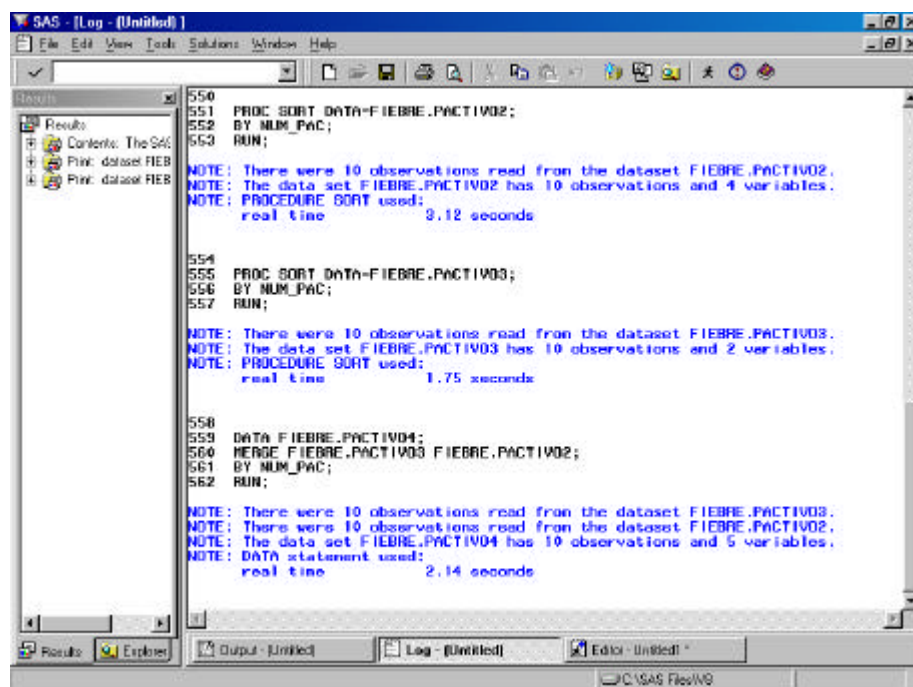 SAS - [Log - (Untitled) ]
File Edit View Tools Solutions Window Help
Results
Results
Contents: The SAS
Print: dataset FIEB
Print: dataset FIEB
550
551 PROC SORT DATA=FIEBRE.PACTIVO2;
552 BY NUM_PAC;
553 RUN;
NOTE: There were 10 observations read from the dataset FIEBRE.PACTIVO2.
NOTE: The data set FIEBRE.PACTIVO2 has 10 observations and 4 variables.
NOTE: PROCEDURE SORT used:
real time 3.12 seconds
554
555 PROC SORT DATA=FIEBRE.PACTIVO3;
556 BY NUM_PAC;
557 RUN;
NOTE: There were 10 observations read from the dataset FIEBRE.PACTIVO3.
NOTE: The data set FIEBRE.PACTIVO3 has 10 observations and 2 variables.
NOTE: PROCEDURE SORT used:
real time 1.75 seconds
558
559 DATA FIEBRE.PACTIVO4;
560 MERGE FIEBRE.PACTIVO3 FIEBRE.PACTIVO2;
561 BY NUM_PAC;
562 RUN;
NOTE: There were 10 observations read from the dataset FIEBRE.PACTIVO3.
NOTE: There were 10 observations read from the dataset FIEBRE.PACTIVO2.
NOTE: The data set FIEBRE.PACTIVO4 has 10 observations and 5 variables.
NOTE: DATA statement used:
real time 2.14 seconds
Results Explorer Output - (Untitled) Log - (Untitled) Editor - Untitled1 *
C:\SAS Files\V8